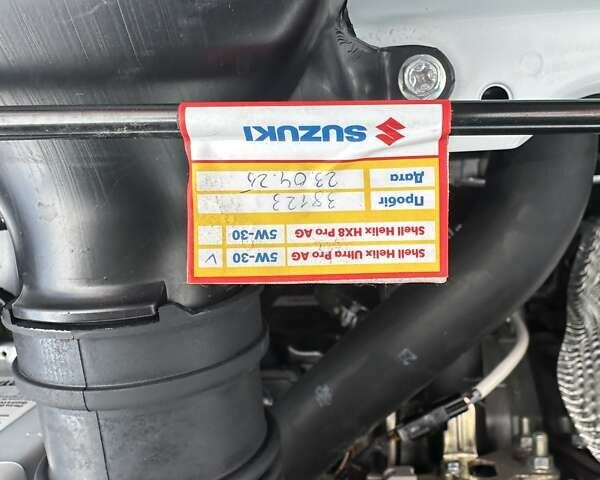 Shell Helix Ultra Pro AG 5W-30
Shell Helix HX8 Pro AG 5W-30
Пробіг 38123
Дата 23.04.25
SUZUKI